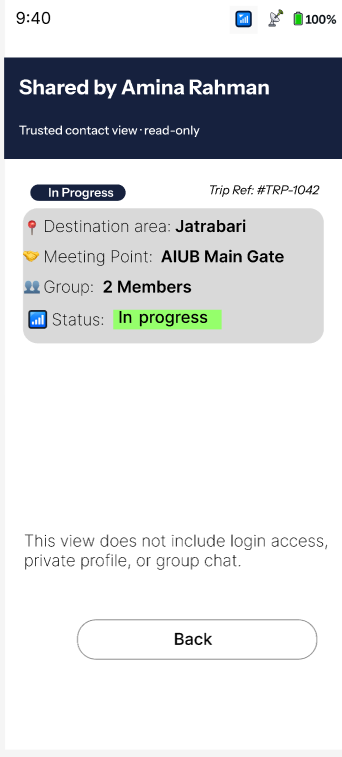 9:40
100%
Shared by Amina Rahman
Trusted contact view · read-only
In Progress
Trip Ref: #TRP-1042
Destination area: Jatrabari
Meeting Point: AIUB Main Gate
Group: 2 Members
Status: In progress
This view does not include login access,
private profile, or group chat.
Back